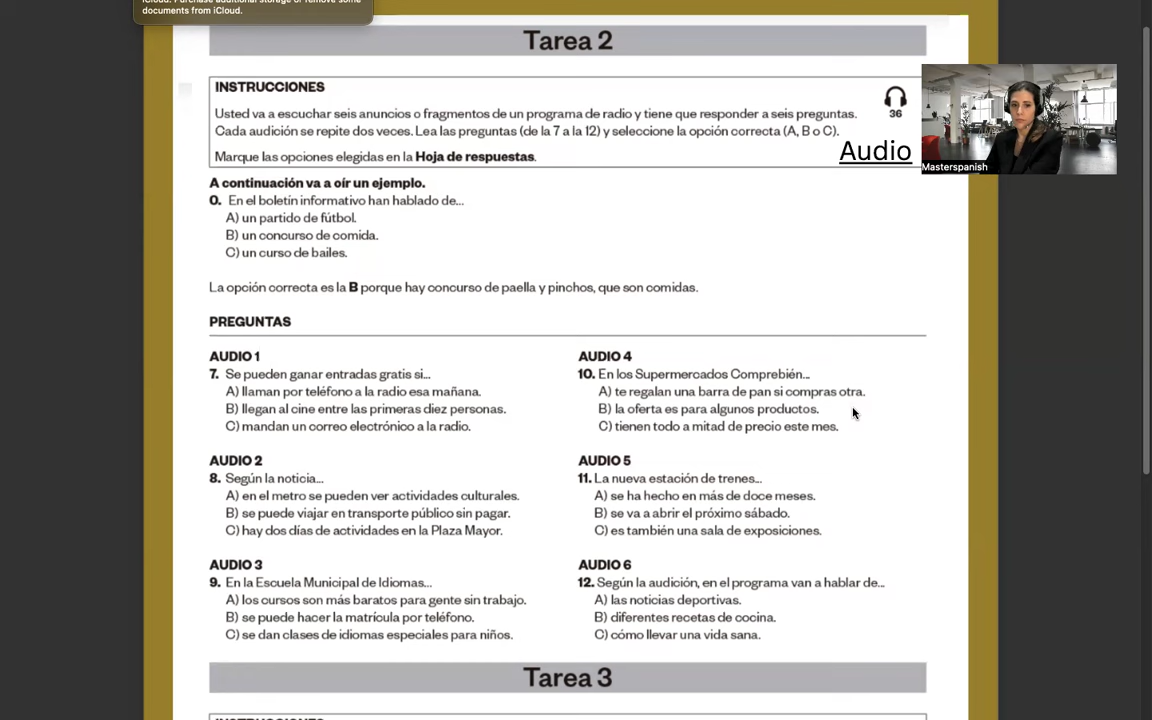 iCloud. Purchase additional storage or remove some
documents from iCloud.
Tarea 2
INSTRUCCIONES
Usted va a escuchar seis anuncios o fragmentos de un programa de radio y tiene que responder a seis preguntas.
Cada audición se repite dos veces. Lea las preguntas (de la 7 a la 12) y seleccione la opción correcta (A, B o C).
Marque las opciones elegidas en la Hoja de respuestas.
36
Audio
Masterspanish
A continuación va a oír un ejemplo.
0. En el boletín informativo han hablado de...
A) un partido de fútbol.
B) un concurso de comida.
C) un curso de bailes.
La opción correcta es la B porque hay concurso de paella y pinchos, que son comidas.
PREGUNTAS
AUDIO 1
7. Se pueden ganar entradas gratis si...
A) llaman por teléfono a la radio esa mañana.
B) llegan al cine entre las primeras diez personas.
C) mandan un correo electrónico a la radio.
AUDIO 2
8. Según la noticia...
A) en el metro se pueden ver actividades culturales.
B) se puede viajar en transporte público sin pagar.
C) hay dos días de actividades en la Plaza Mayor.
AUDIO 3
9. En la Escuela Municipal de Idiomas...
A) los cursos son más baratos para gente sin trabajo.
B) se puede hacer la matrícula por teléfono.
C) se dan clases de idiomas especiales para niños.
AUDIO 4
10. En los Supermercados Comprebién...
A) te regalan una barra de pan si compras otra.
B) la oferta es para algunos productos.
C) tienen todo a mitad de precio este mes.
AUDIO 5
11. La nueva estación de trenes...
A) se ha hecho en más de doce meses.
B) se va a abrir el próximo sábado.
C) es también una sala de exposiciones.
AUDIO 6
12. Según la audición, en el programa van a hablar de...
A) las noticias deportivas.
B) diferentes recetas de cocina.
C) cómo llevar una vida sana.
Tarea 3
INSTRUCCIONES